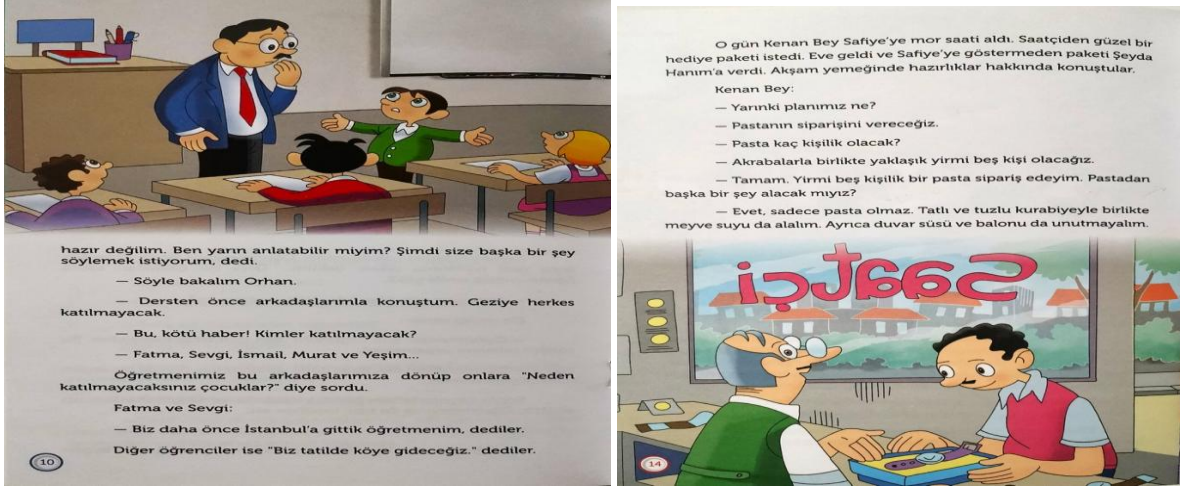 hazır değilim. Ben yarın anlatabilir miyim? Şimdi size başka bir şey
söylemek istiyorum, dedi.
— Söyle bakalım Orhan.
— Dersten önce arkadaşlarımla konuştum. Geziye herkes
katılmayacak.
— Bu, kötü haber! Kimler katılmayacak?
— Fatma, Sevgi, İsmail, Murat ve Yeşim...
Öğretmenimiz bu arkadaşlarımıza dönüp onlara "Neden
katılmayacaksınız çocuklar?" diye sordu.
Fatma ve Sevgi:
— Biz daha önce İstanbul'a gittik öğretmenim, dediler.
Diğer öğrenciler ise "Biz tatilde köye gideceğiz." dediler.
10
O gün Kenan Bey Safiye'ye mor saati aldı. Saatçiden güzel bir
hediye paketi istedi. Eve geldi ve Safiye'ye göstermeden paketi Şeyda
Hanım'a verdi. Akşam yemeğinde hazırlıklar hakkında konuştular.
Kenan Bey:
— Yarınki planımız ne?
— Pastanın siparişini vereceğiz.
— Pasta kaç kişilik olacak?
— Akrabalarla birlikte yaklaşık yirmi beş kişi olacağız.
— Tamam. Yirmi beş kişilik bir pasta sipariş edeyim. Pastadan
başka bir şey alacak mıyız?
— Evet, sadece pasta olmaz. Tatlı ve tuzlu kurabiyeyle birlikte
meyve suyu da alalım. Ayrıca duvar süsü ve balonu da unutmayalım.
Saatçi
14